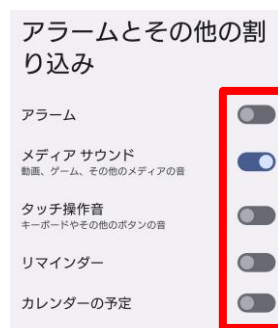 アラームとその他の割
り込み
アラーム
メディア サウンド
動画、ゲーム、その他のメディアの音
タッチ操作音
キーボードやその他のボタンの音
リマインダー
カレンダーの予定